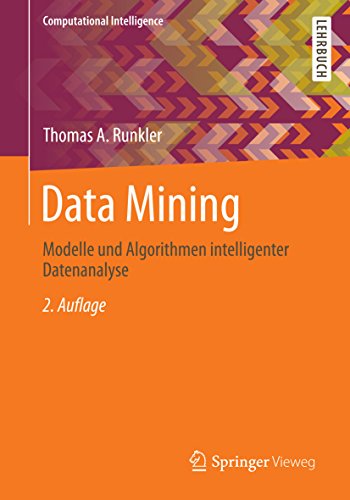 Computational Intelligence
LEHRBUCH
Thomas A. Runkler
Data Mining
Modelle und Algorithmen intelligenter
Datenanalyse
2. Auflage
Springer Vieweg